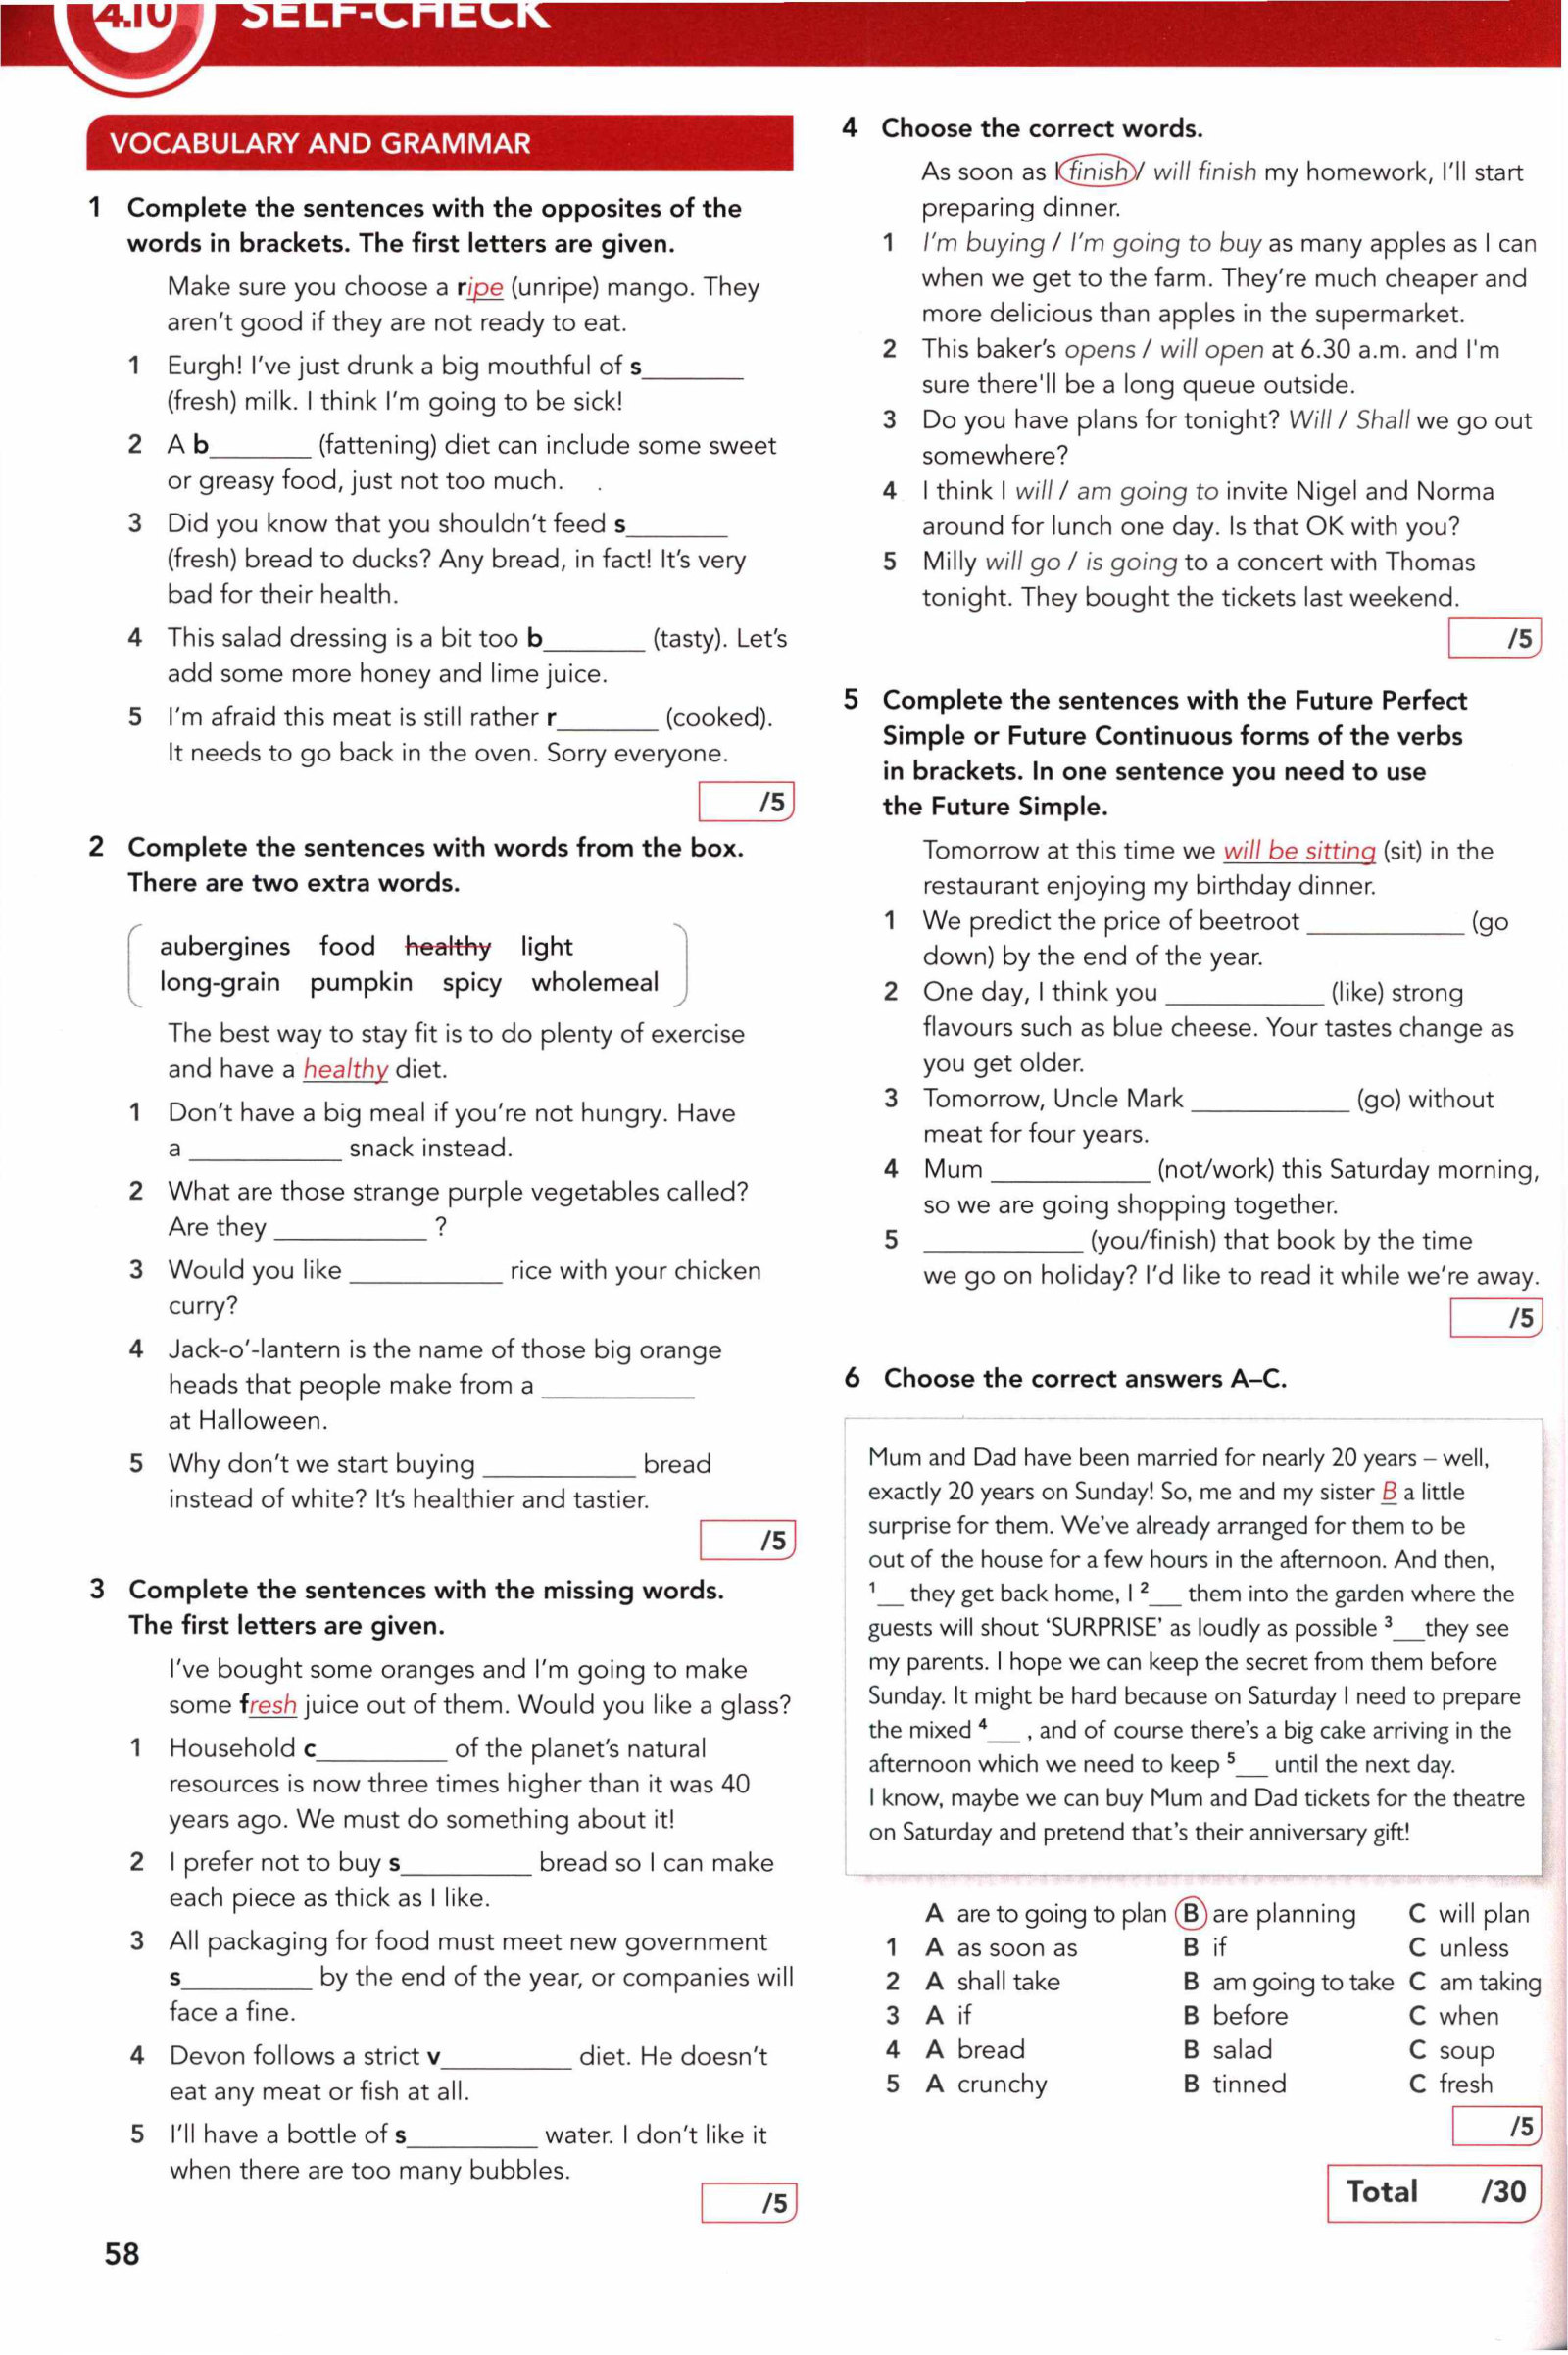 4.10 SELF-CHECK
VOCABULARY AND GRAMMAR
1 Complete the sentences with the opposites of the
words in brackets. The first letters are given.
Make sure you choose a ripe (unripe) mango. They
aren't good if they are not ready to eat.
1 Eurgh! I've just drunk a big mouthful of s________
(fresh) milk. I think I'm going to be sick!
2 A b________ (fattening) diet can include some sweet
or greasy food, just not too much.
3 Did you know that you shouldn't feed s________
(fresh) bread to ducks? Any bread, in fact! It's very
bad for their health.
4 This salad dressing is a bit too b________ (tasty). Let's
add some more honey and lime juice.
5 I'm afraid this meat is still rather r________ (cooked).
It needs to go back in the oven. Sorry everyone.
/5
2 Complete the sentences with words from the box.
There are two extra words.
aubergines food healthy light
long-grain pumpkin spicy wholemeal
The best way to stay fit is to do plenty of exercise
and have a healthy diet.
1 Don't have a big meal if you're not hungry. Have
a ____________ snack instead.
2 What are those strange purple vegetables called?
Are they ____________ ?
3 Would you like ____________ rice with your chicken
curry?
4 Jack-o'-lantern is the name of those big orange
heads that people make from a ____________
at Halloween.
5 Why don't we start buying ____________ bread
instead of white? It's healthier and tastier.
/5
3 Complete the sentences with the missing words.
The first letters are given.
I've bought some oranges and I'm going to make
some fresh juice out of them. Would you like a glass?
1 Household c__________ of the planet's natural
resources is now three times higher than it was 40
years ago. We must do something about it!
2 I prefer not to buy s__________ bread so I can make
each piece as thick as I like.
3 All packaging for food must meet new government
s__________ by the end of the year, or companies will
face a fine.
4 Devon follows a strict v__________ diet. He doesn't
eat any meat or fish at all.
5 I'll have a bottle of s__________ water. I don't like it
when there are too many bubbles.
/5
58
4 Choose the correct words.
As soon as I finish / will finish my homework, I'll start
preparing dinner.
1 I'm buying / I'm going to buy as many apples as I can
when we get to the farm. They're much cheaper and
more delicious than apples in the supermarket.
2 This baker's opens / will open at 6.30 a.m. and I'm
sure there'll be a long queue outside.
3 Do you have plans for tonight? Will / Shall we go out
somewhere?
4 I think I will / am going to invite Nigel and Norma
around for lunch one day. Is that OK with you?
5 Milly will go / is going to a concert with Thomas
tonight. They bought the tickets last weekend.
/5
5 Complete the sentences with the Future Perfect
Simple or Future Continuous forms of the verbs
in brackets. In one sentence you need to use
the Future Simple.
Tomorrow at this time we will be sitting (sit) in the
restaurant enjoying my birthday dinner.
1 We predict the price of beetroot ____________ (go
down) by the end of the year.
2 One day, I think you ____________ (like) strong
flavours such as blue cheese. Your tastes change as
you get older.
3 Tomorrow, Uncle Mark ____________ (go) without
meat for four years.
4 Mum ____________ (not/work) this Saturday morning,
so we are going shopping together.
5 ____________ (you/finish) that book by the time
we go on holiday? I'd like to read it while we're away.
/5
6 Choose the correct answers A–C.
Mum and Dad have been married for nearly 20 years – well,
exactly 20 years on Sunday! So, me and my sister B a little
surprise for them. We've already arranged for them to be
out of the house for a few hours in the afternoon. And then,
1__ they get back home, I 2__ them into the garden where the
guests will shout 'SURPRISE' as loudly as possible 3__they see
my parents. I hope we can keep the secret from them before
Sunday. It might be hard because on Saturday I need to prepare
the mixed 4__ , and of course there's a big cake arriving in the
afternoon which we need to keep 5__ until the next day.
I know, maybe we can buy Mum and Dad tickets for the theatre
on Saturday and pretend that's their anniversary gift!
A are to going to plan B are planning C will plan
1 A as soon as B if C unless
2 A shall take B am going to take C am taking
3 A if B before C when
4 A bread B salad C soup
5 A crunchy B tinned C fresh
/5
Total /30